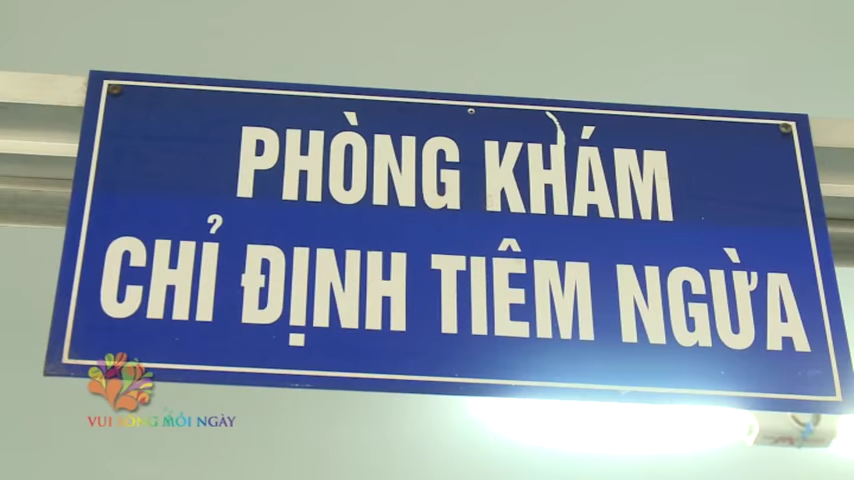 PHÒNG KHÁM
CHỈ ĐỊNH TIÊM NGỪA
VUI SỐNG MỖI NGÀY